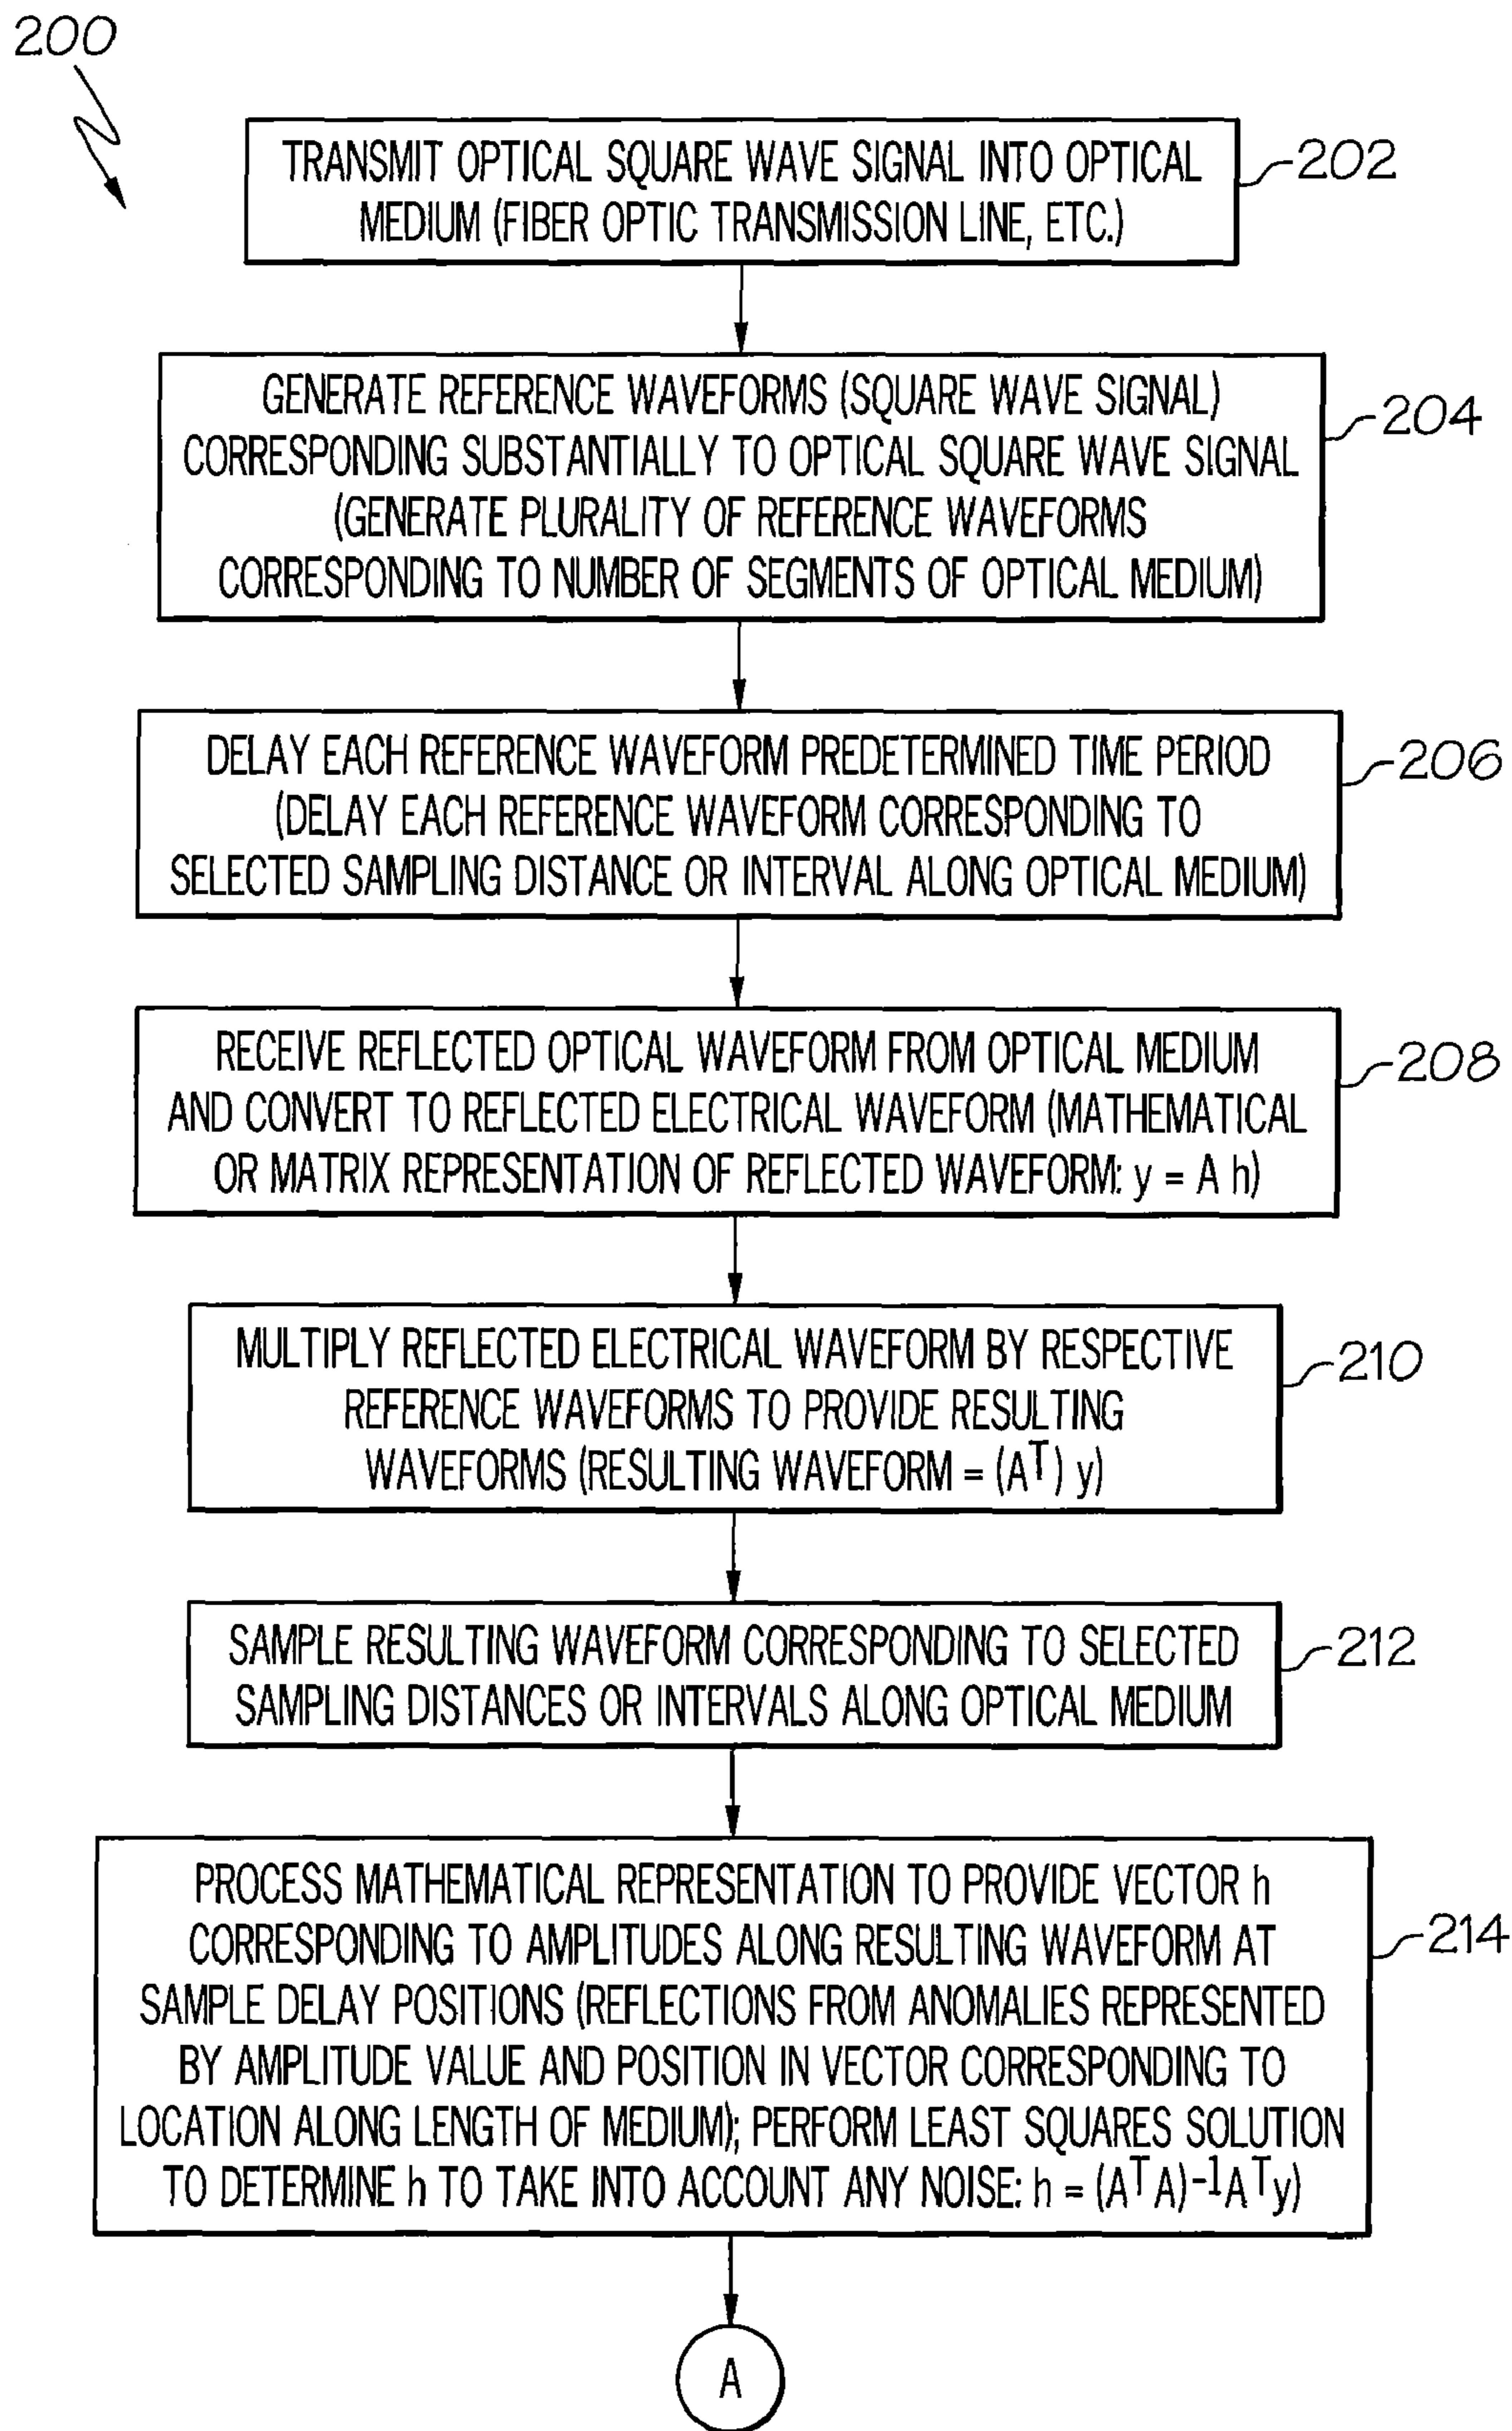 200
TRANSMIT OPTICAL SQUARE WAVE SIGNAL INTO OPTICAL
MEDIUM (FIBER OPTIC TRANSMISSION LINE, ETC.)
202
GENERATE REFERENCE WAVEFORMS (SQUARE WAVE SIGNAL)
CORRESPONDING SUBSTANTIALLY TO OPTICAL SQUARE WAVE SIGNAL
(GENERATE PLURALITY OF REFERENCE WAVEFORMS
CORRESPONDING TO NUMBER OF SEGMENTS OF OPTICAL MEDIUM)
204
DELAY EACH REFERENCE WAVEFORM PREDETERMINED TIME PERIOD
(DELAY EACH REFERENCE WAVEFORM CORRESPONDING TO
SELECTED SAMPLING DISTANCE OR INTERVAL ALONG OPTICAL MEDIUM)
206
RECEIVE REFLECTED OPTICAL WAVEFORM FROM OPTICAL MEDIUM
AND CONVERT TO REFLECTED ELECTRICAL WAVEFORM (MATHEMATICAL
OR MATRIX REPRESENTATION OF REFLECTED WAVEFORM: y = A h)
208
MULTIPLY REFLECTED ELECTRICAL WAVEFORM BY RESPECTIVE
REFERENCE WAVEFORMS TO PROVIDE RESULTING
WAVEFORMS (RESULTING WAVEFORM = (Aᵀ) y)
210
SAMPLE RESULTING WAVEFORM CORRESPONDING TO SELECTED
SAMPLING DISTANCES OR INTERVALS ALONG OPTICAL MEDIUM
212
PROCESS MATHEMATICAL REPRESENTATION TO PROVIDE VECTOR h
CORRESPONDING TO AMPLITUDES ALONG RESULTING WAVEFORM AT
SAMPLE DELAY POSITIONS (REFLECTIONS FROM ANOMALIES REPRESENTED
BY AMPLITUDE VALUE AND POSITION IN VECTOR CORRESPONDING TO
LOCATION ALONG LENGTH OF MEDIUM); PERFORM LEAST SQUARES SOLUTION
TO DETERMINE h TO TAKE INTO ACCOUNT ANY NOISE: h = (Aᵀ A)⁻¹Aᵀy)
214
A